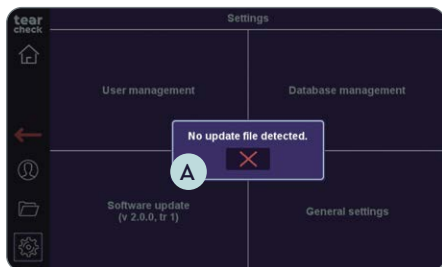 tear
check
Settings
User management
Database management
No update file detected.
A
Software update
(v 2.0.0, tr 1)
General settings